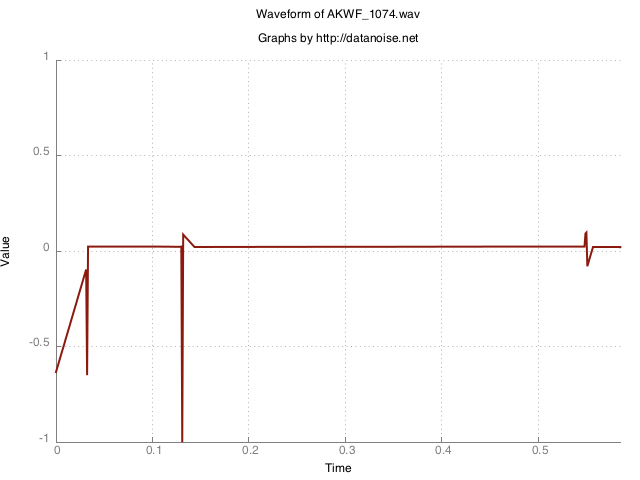 Waveform of AKWF_1074.wav
Graphs by http://datanoise.net
1
0.5
0
-0.5
-1
Value
0 0.1 0.2 0.3 0.4 0.5
Time